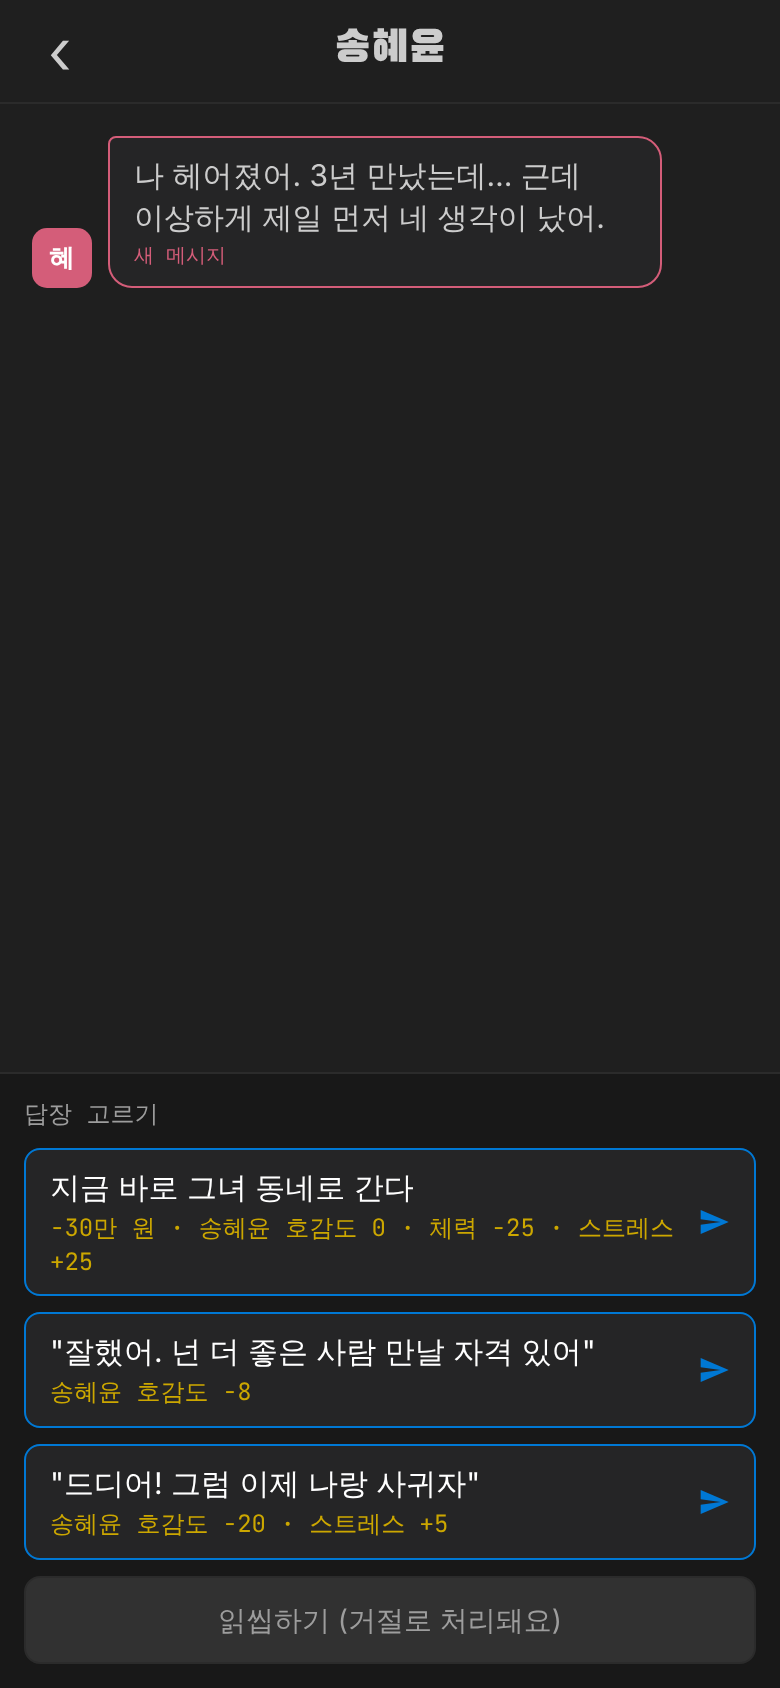 송혜윤
나 헤어졌어. 3년 만났는데... 근데
이상하게 제일 먼저 네 생각이 났어.
새 메시지
혜
답장 고르기
지금 바로 그녀 동네로 간다
-30만 원 · 송혜윤 호감도 0 · 체력 -25 · 스트레스
+25
"잘했어. 넌 더 좋은 사람 만날 자격 있어"
송혜윤 호감도 -8
"드디어! 그럼 이제 나랑 사귀자"
송혜윤 호감도 -20 · 스트레스 +5
읽씹하기 (거절로 처리돼요)